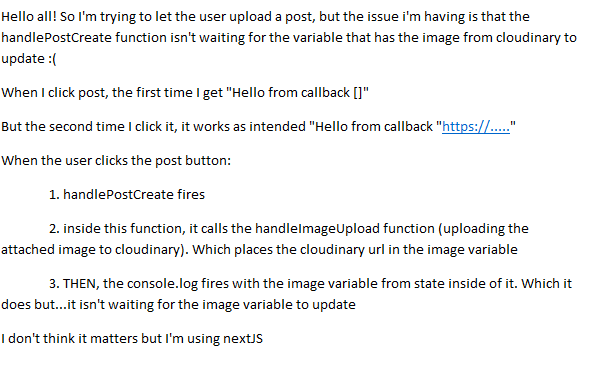 Hello all! So I'm trying to let the user upload a post, but the issue i'm having is that the
handlePostCreate function isn't waiting for the variable that has the image from cloudinary to
update :(
When I click post, the first time I get "Hello from callback []"
But the second time I click it, it works as intended "Hello from callback "https://....."
When the user clicks the post button:
1. handlePostCreate fires
2. inside this function, it calls the handleImageUpload function (uploading the
attached image to cloudinary). Which places the cloudinary url in the image variable
3. THEN, the console.log fires with the image variable from state inside of it. Which it
does but...it isn't waiting for the image variable to update
I don't think it matters but I'm using nextJS